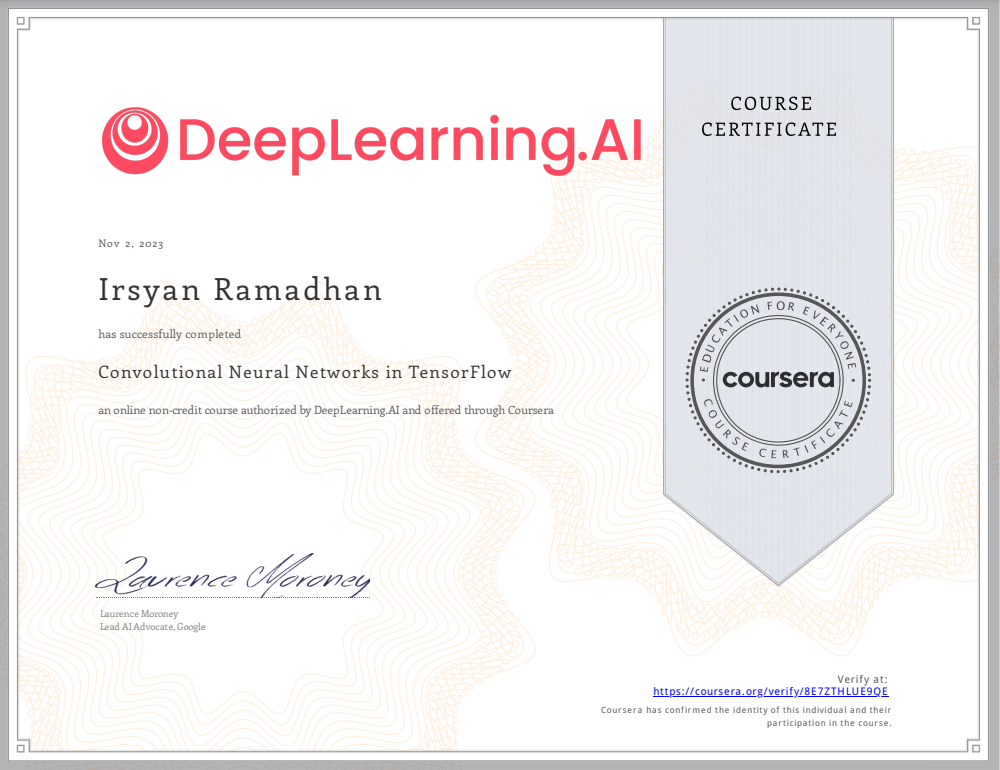 DeepLearning.AI
COURSE
CERTIFICATE
Nov 2, 2023
Irsyan Ramadhan
has successfully completed
Convolutional Neural Networks in TensorFlow
an online non-credit course authorized by DeepLearning.AI and offered through Coursera
EDUCATION FOR EVERYONE
coursera
COURSE CERTIFICATE
Laurence Moroney
Laurence Moroney
Lead AI Advocate, Google
Verify at:
https://coursera.org/verify/8E7ZTHLUE9QE
Coursera has confirmed the identity of this individual and their
participation in the course.